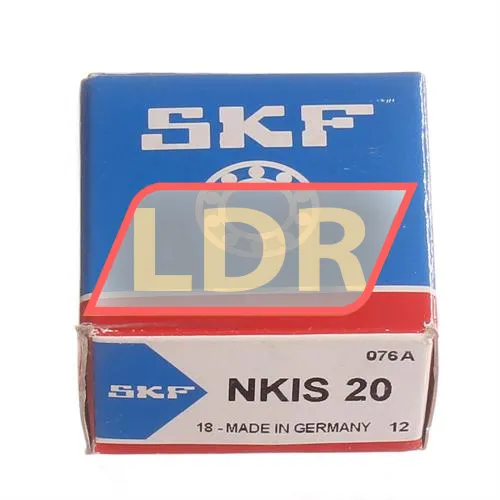 SKF
LDR
076A
SKF NKIS 20
18 - MADE IN GERMANY 12